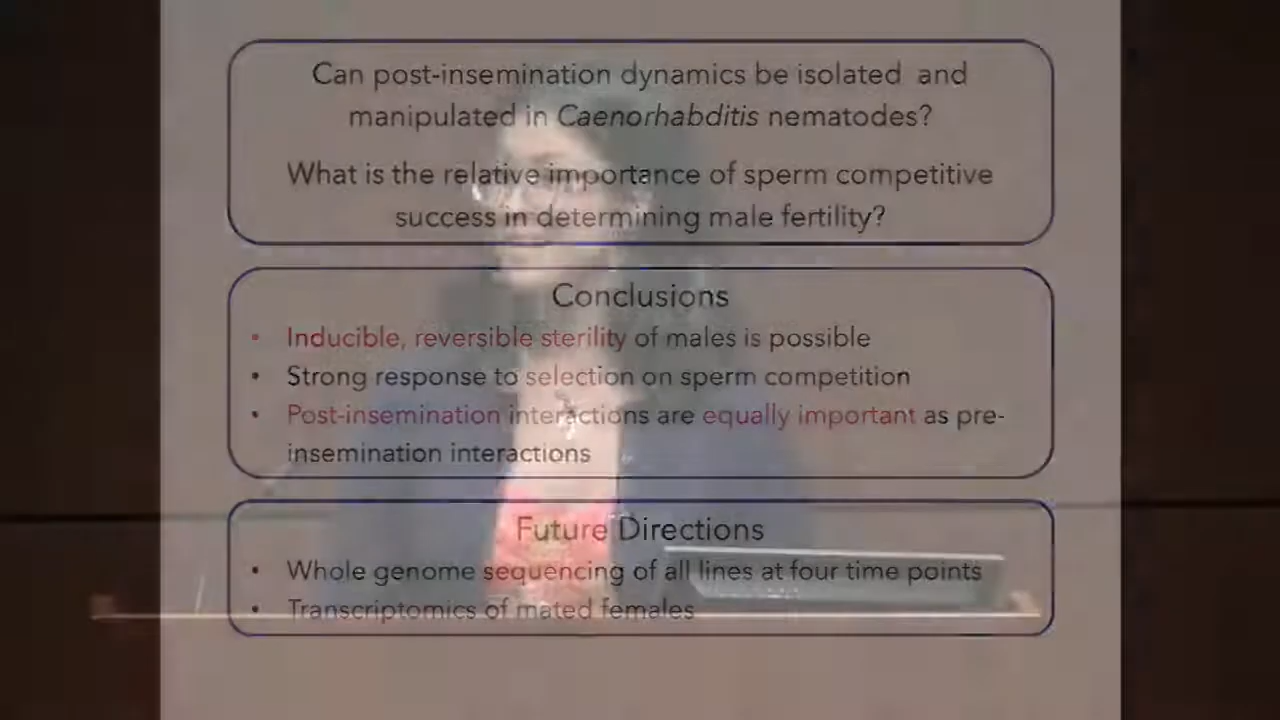 Can post-insemination dynamics be isolated and
manipulated in Caenorhabditis nematodes?
What is the relative importance of sperm competitive
success in determining male fertility?
Conclusions
• Inducible, reversible sterility of males is possible
• Strong response to selection on sperm competition
• Post-insemination interactions are equally important as pre-
insemination interactions
Future Directions
• Whole genome sequencing of all lines at four time points
• Transcriptomics of mated females